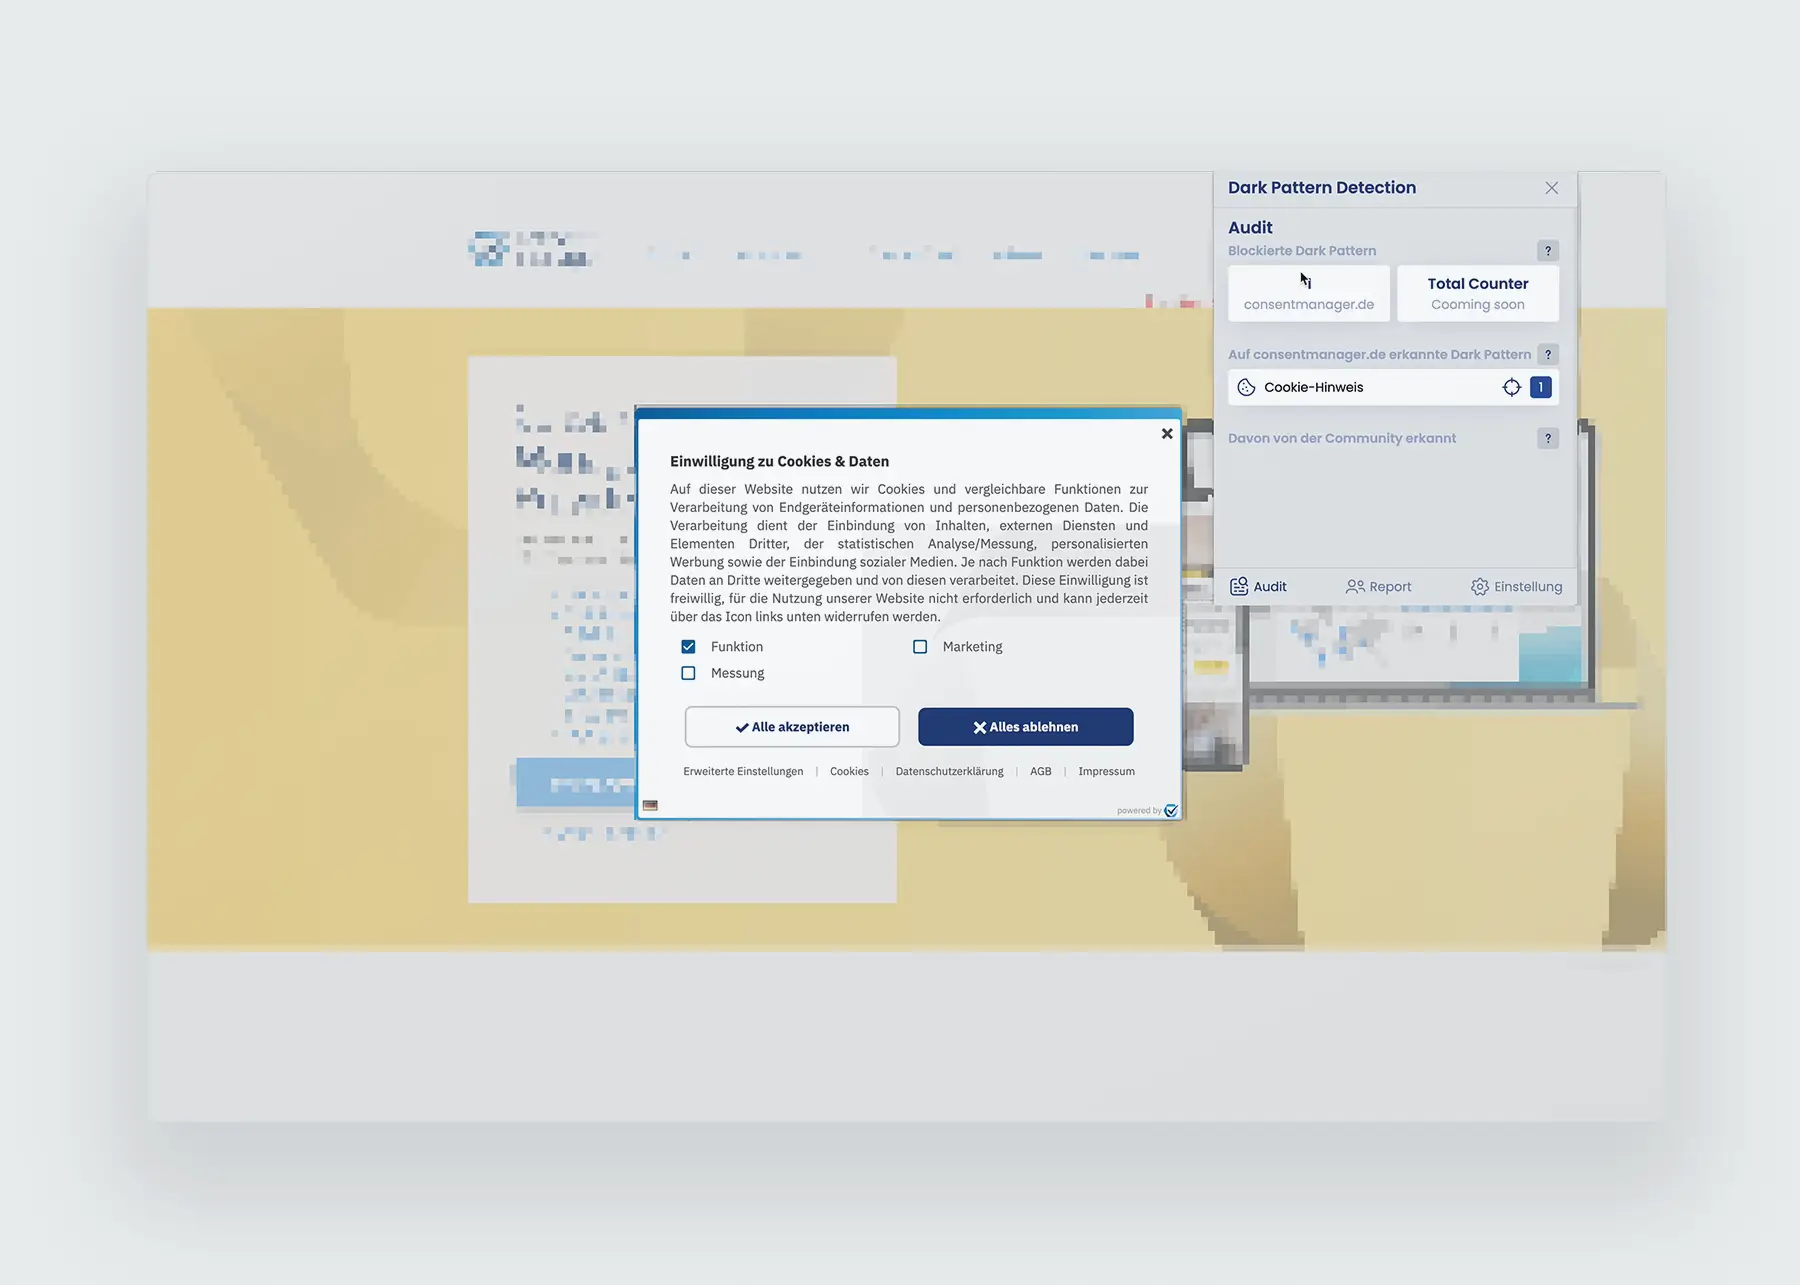 Dark Pattern Detection
Audit
Blockierte Dark Pattern
?
consentmanager.de
Total Counter
Cooming soon
Auf consentmanager.de erkannte Dark Pattern
?
Cookie-Hinweis
1
Davon von der Community erkannt
?
Audit
Report
Einstellung
Einwilligung zu Cookies & Daten
Auf dieser Website nutzen wir Cookies und vergleichbare Funktionen zur
Verarbeitung von Endgeräteinformationen und personenbezogenen Daten. Die
Verarbeitung dient der Einbindung von Inhalten, externen Diensten und
Elementen Dritter, der statistischen Analyse/Messung, personalisierten
Werbung sowie der Einbindung sozialer Medien. Je nach Funktion werden dabei
Daten an Dritte weitergegeben und von diesen verarbeitet. Diese Einwilligung ist
freiwillig, für die Nutzung unserer Website nicht erforderlich und kann jederzeit
über das Icon links unten widerrufen werden.
Funktion
Marketing
Messung
Alle akzeptieren
Alles ablehnen
Erweiterte Einstellungen | Cookies | Datenschutzerklärung | AGB | Impressum
powered by